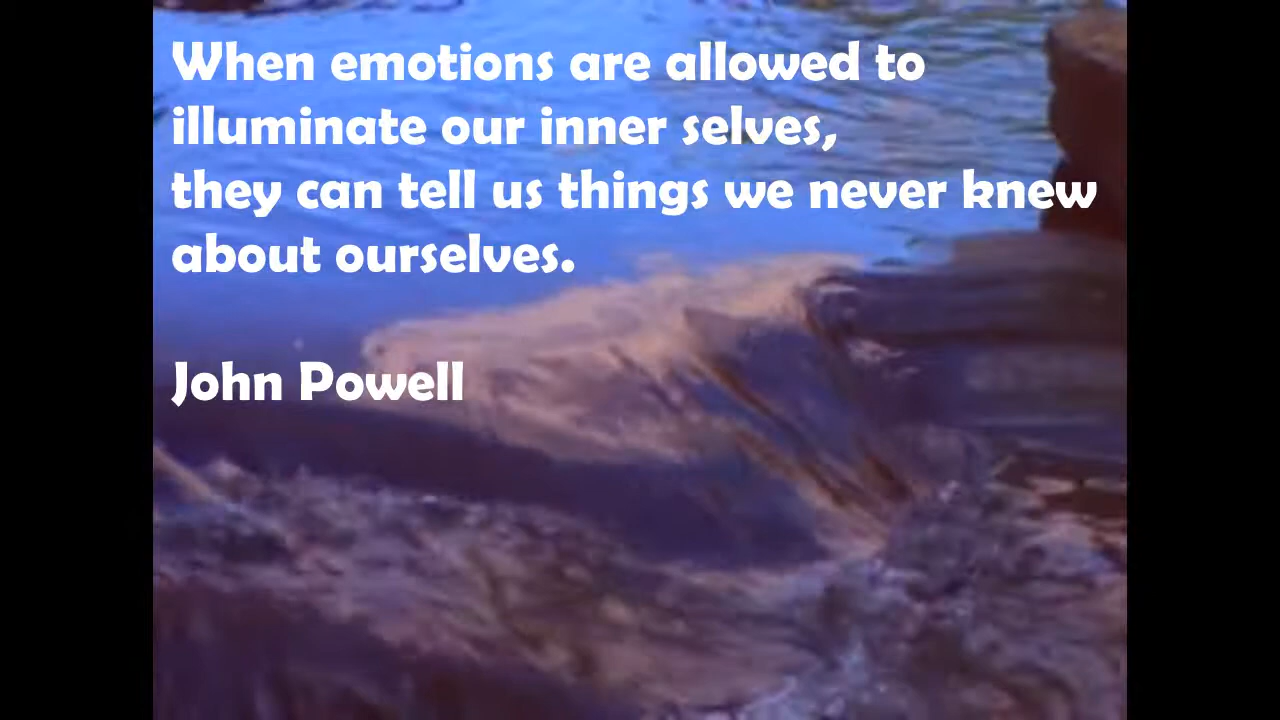 When emotions are allowed to
illuminate our inner selves,
they can tell us things we never knew
about ourselves.
John Powell